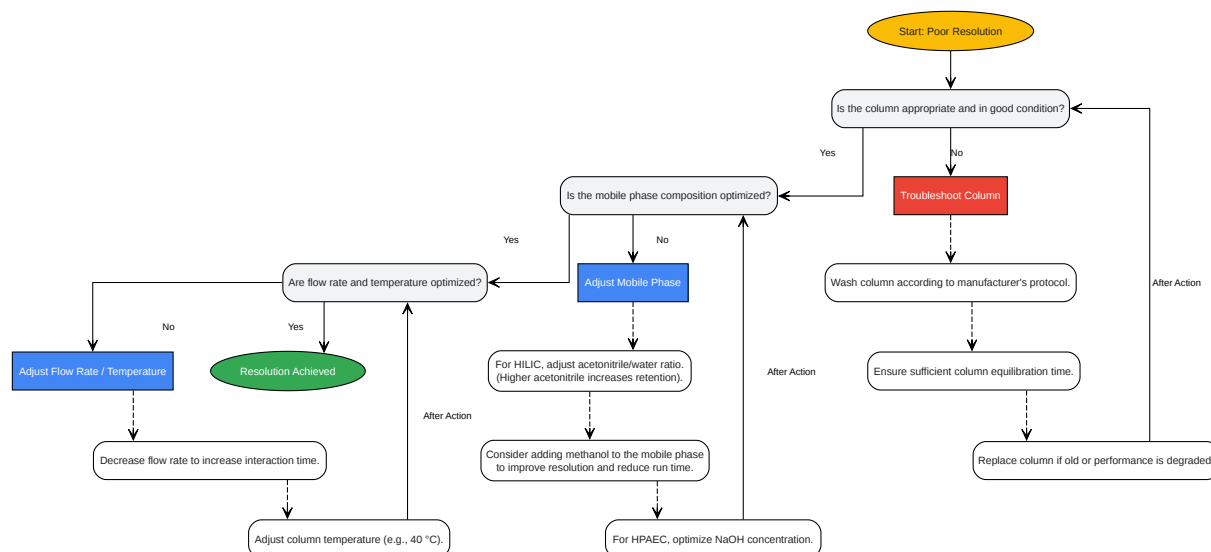 Start: Poor Resolution
Is the column appropriate and in good condition?
Yes
No
Is the mobile phase composition optimized?
Troubleshoot Column
Yes
No
Are flow rate and temperature optimized?
Adjust Mobile Phase
Wash column according to manufacturer's protocol.
After Action
No
Yes
Adjust Flow Rate / Temperature
Resolution Achieved
For HILIC, adjust acetonitrile/water ratio.
(Higher acetonitrile increases retention).
After Action
Ensure sufficient column equilibration time.
After Action
Decrease flow rate to increase interaction time.
Consider adding methanol to the mobile phase
to improve resolution and reduce run time.
Replace column if old or performance is degraded.
Adjust column temperature (e.g., 40 °C).
For HPAEC, optimize NaOH concentration.